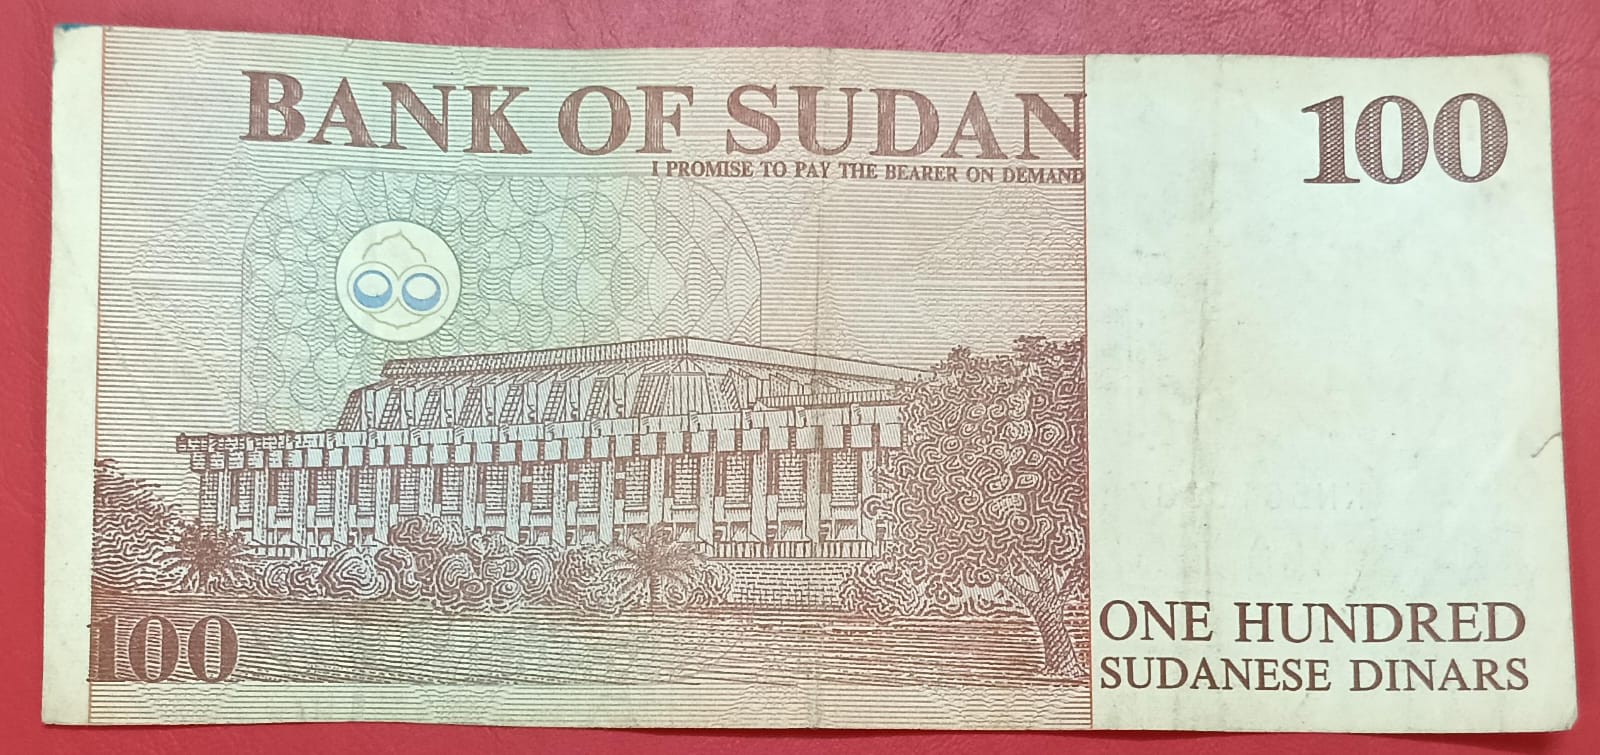 BANK OF SUDAN
I PROMISE TO PAY THE BEARER ON DEMAND
100
100
ONE HUNDRED
SUDANESE DINARS